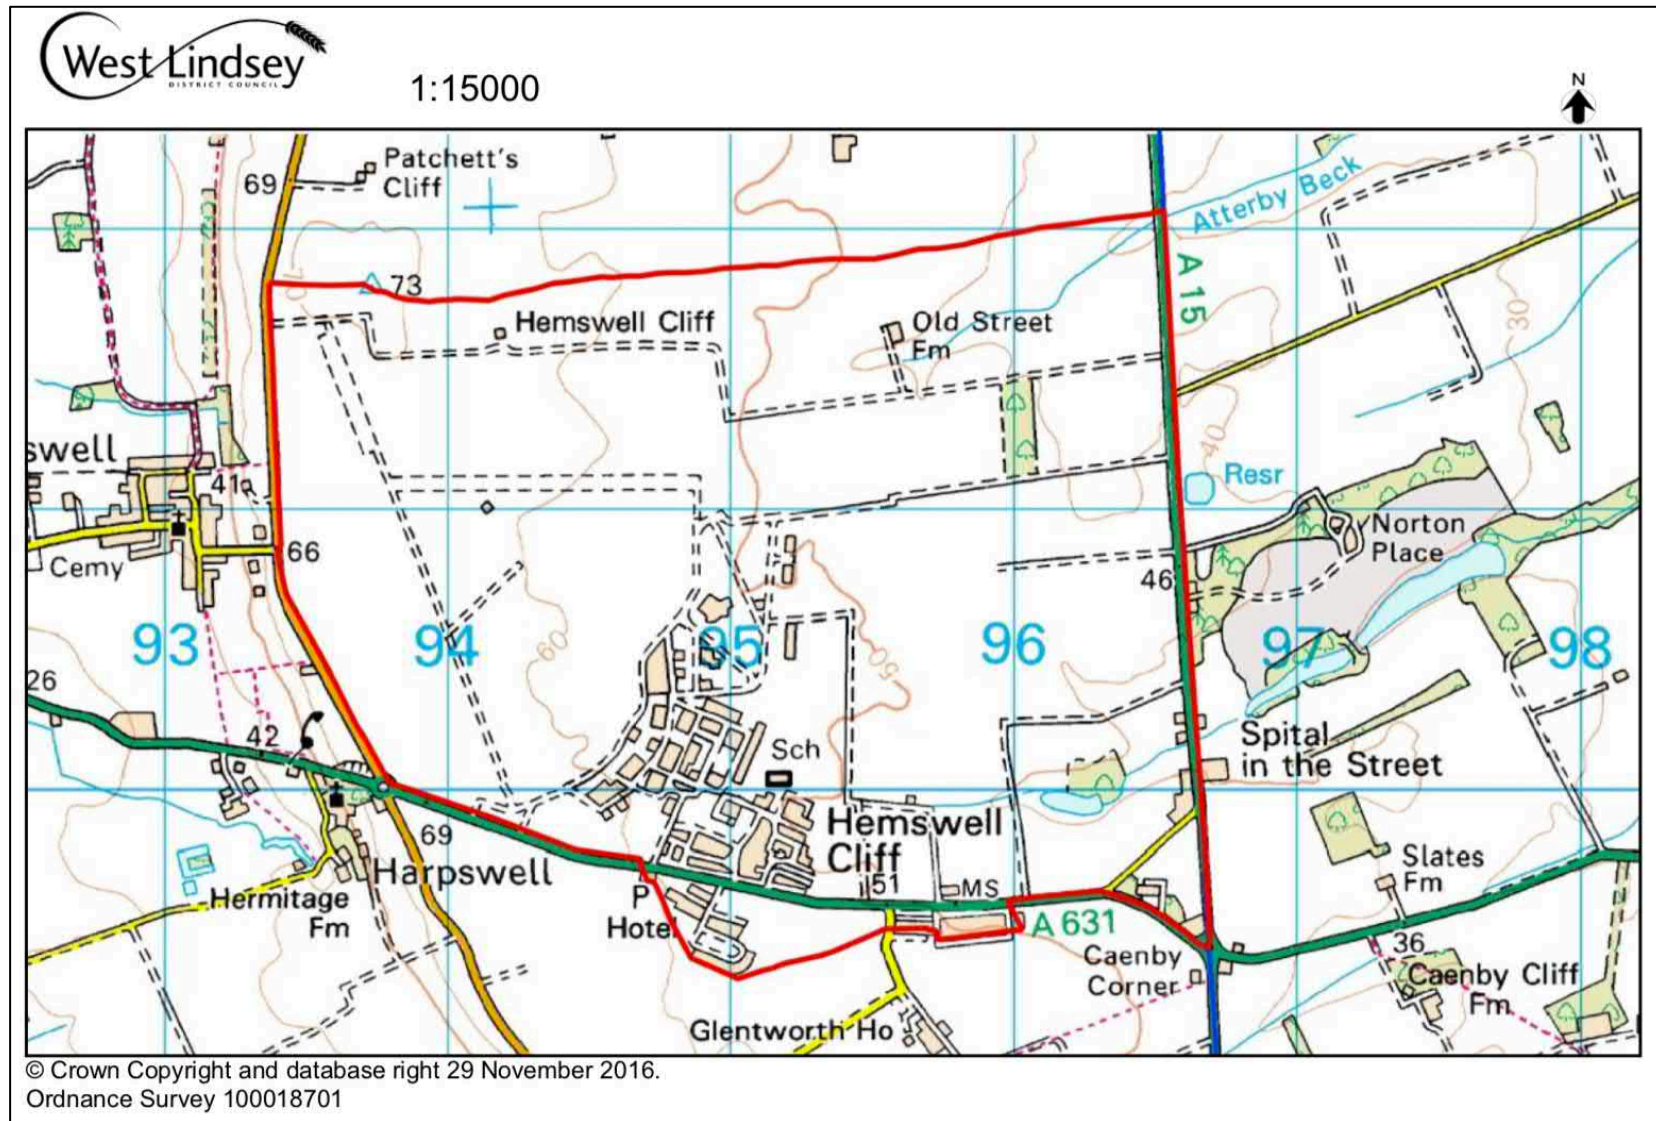 West Lindsey
DISTRICT COUNCIL
1:15000
N
Patchett's
Cliff
69
Atterby Beck
70
73
A 15
Hemswell Cliff
Old Street
Fm
30
swell
40
41
Resr
Norton
Place
66
Cemy
46
60
93
94
95
96
97
98
50
26
42
Sch
Spital
in the Street
69
Hemswell
Cliff
Harpswell
51
MS
Slates
Fm
P
Hotel
Hermitage
Fm
A 631
36
Caenby
Corner
Caenby Cliff
Fm
Glentworth Ho
© Crown Copyright and database right 29 November 2016.
Ordnance Survey 100018701